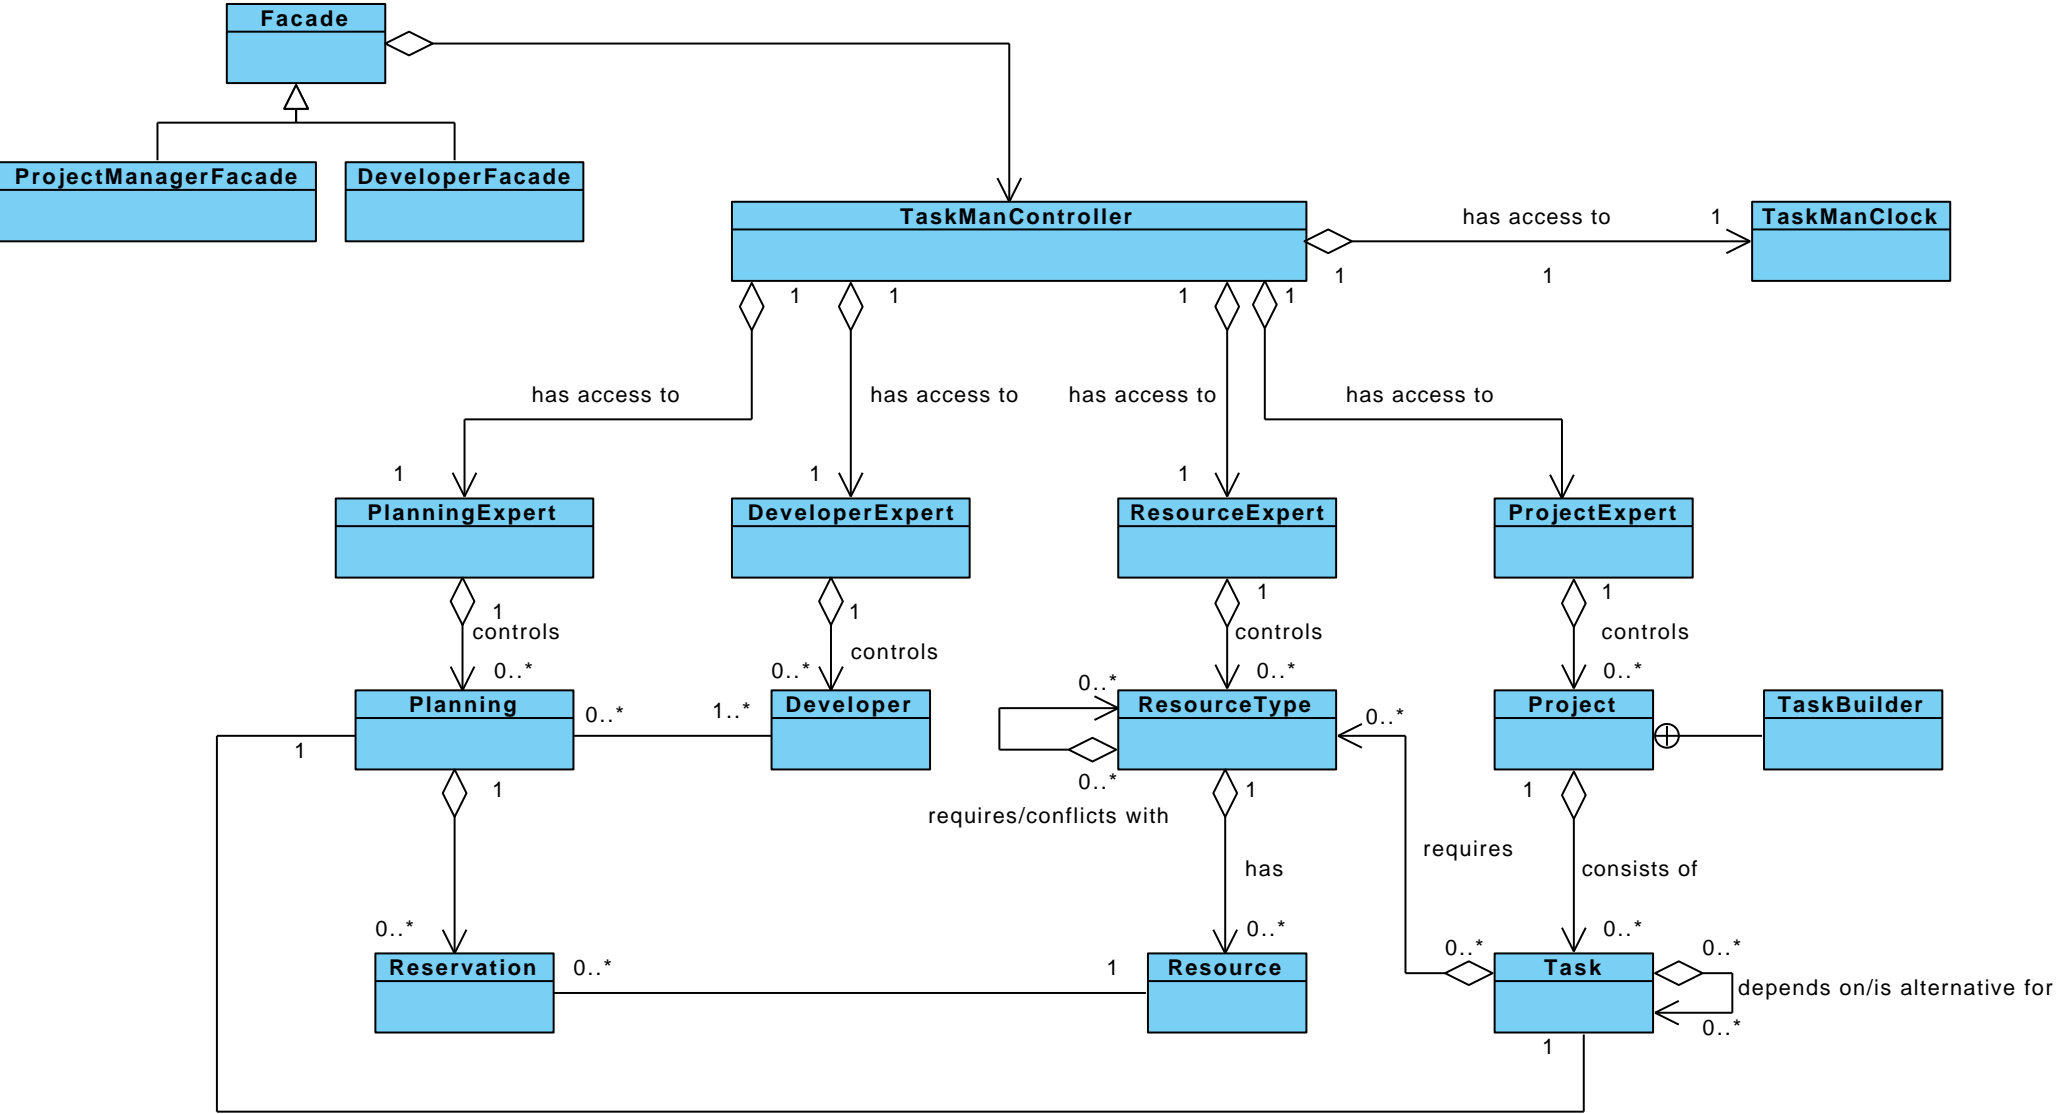 Facade
ProjectManagerFacade
DeveloperFacade
TaskManController
has access to
1
TaskManClock
1
1
1
1
1
1
has access to
has access to
has access to
has access to
1
1
1
PlanningExpert
DeveloperExpert
ResourceExpert
ProjectExpert
1
controls
0..*
1
controls
0..*
1
controls
0..*
1
controls
0..*
Planning
0..*
1..*
Developer
0..*
ResourceType
0..*
Project
TaskBuilder
1
1
0..*
requires/conflicts with
1
1
requires
has
consists of
0..*
0..*
0..*
0..*
0..*
Reservation
0..*
1
Resource
Task
depends on/is alternative for
0..*
1